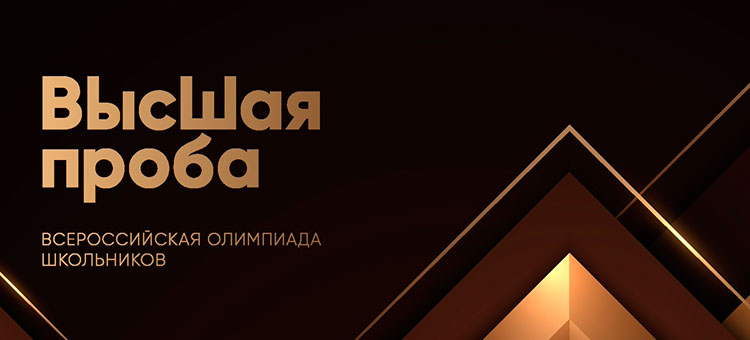 ВысШая
проба
ВСЕРОССИЙСКАЯ ОЛИМПИАДА
ШКОЛЬНИКОВ